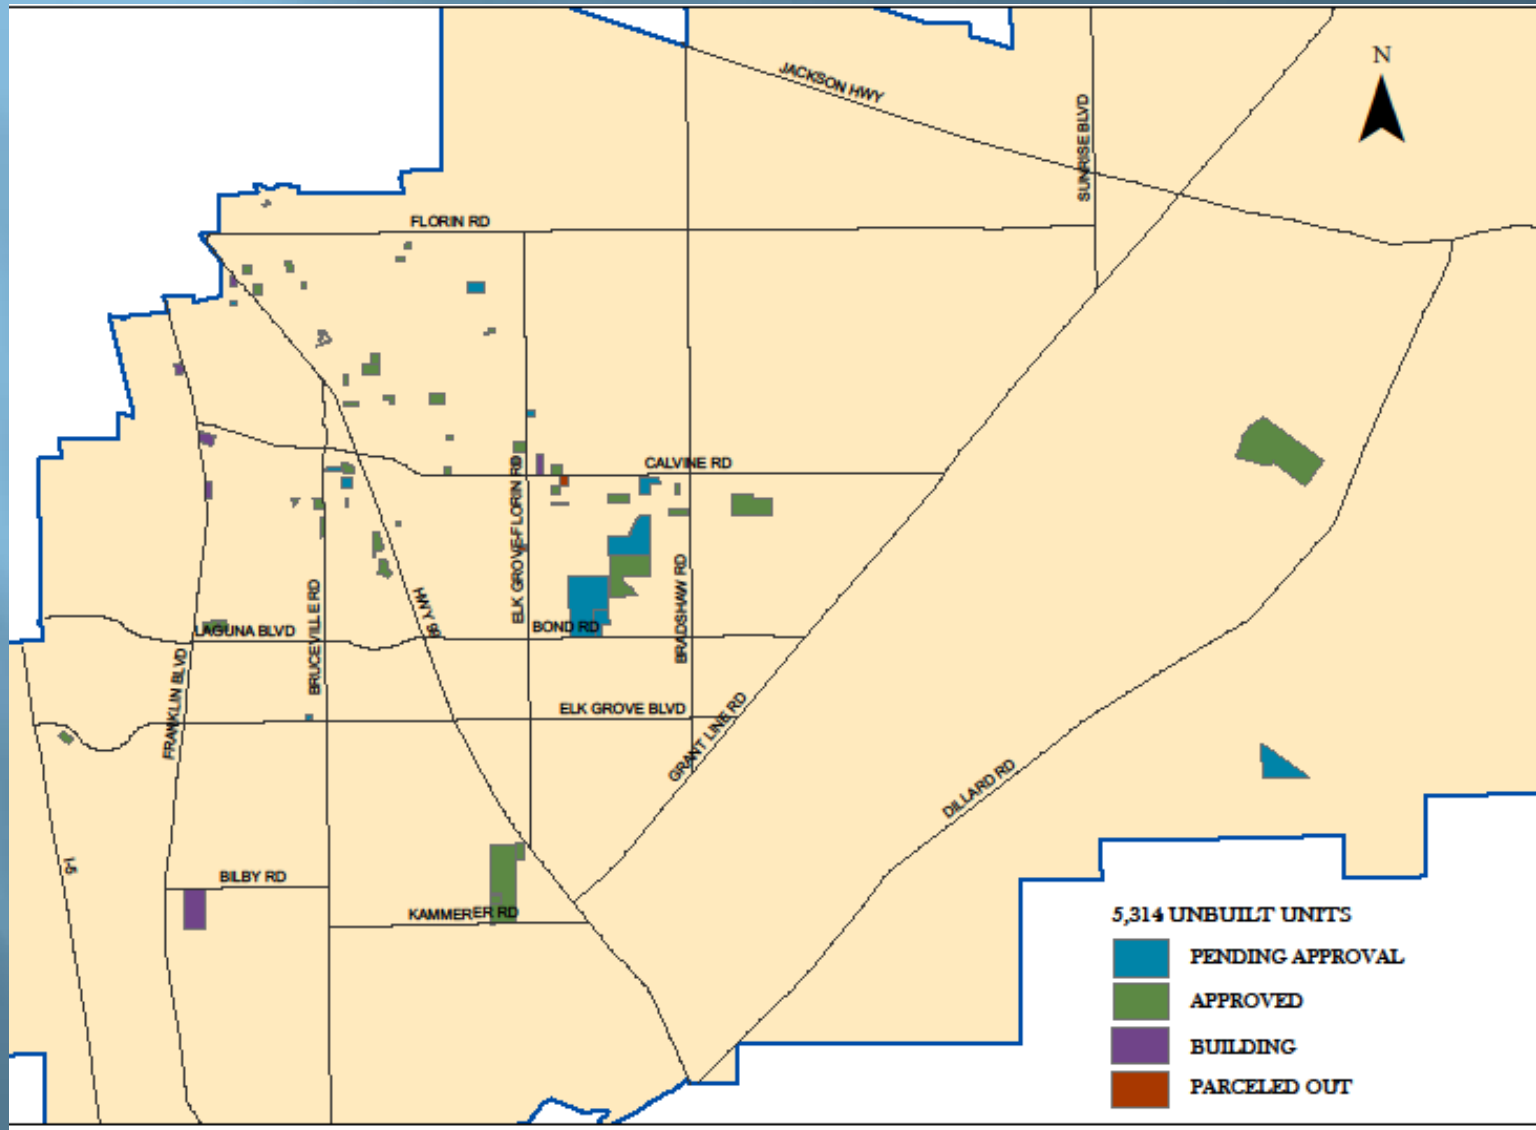 N
JACKSON HWY
SUNRISE BLVD
FLORIN RD
CALVINE RD
ELK GROVE-FLORIN RD
HWY 99
BRUCEVILLE RD
LAGUNA BLVD
BOND RD
BRADSHAW RD
FRANKLIN BLVD
ELK GROVE BLVD
GRANT LINE RD
DILLARD RD
I-5
BILBY RD
KAMMERER RD
5,314 UNBUILT UNITS
PENDING APPROVAL
APPROVED
BUILDING
PARCELED OUT